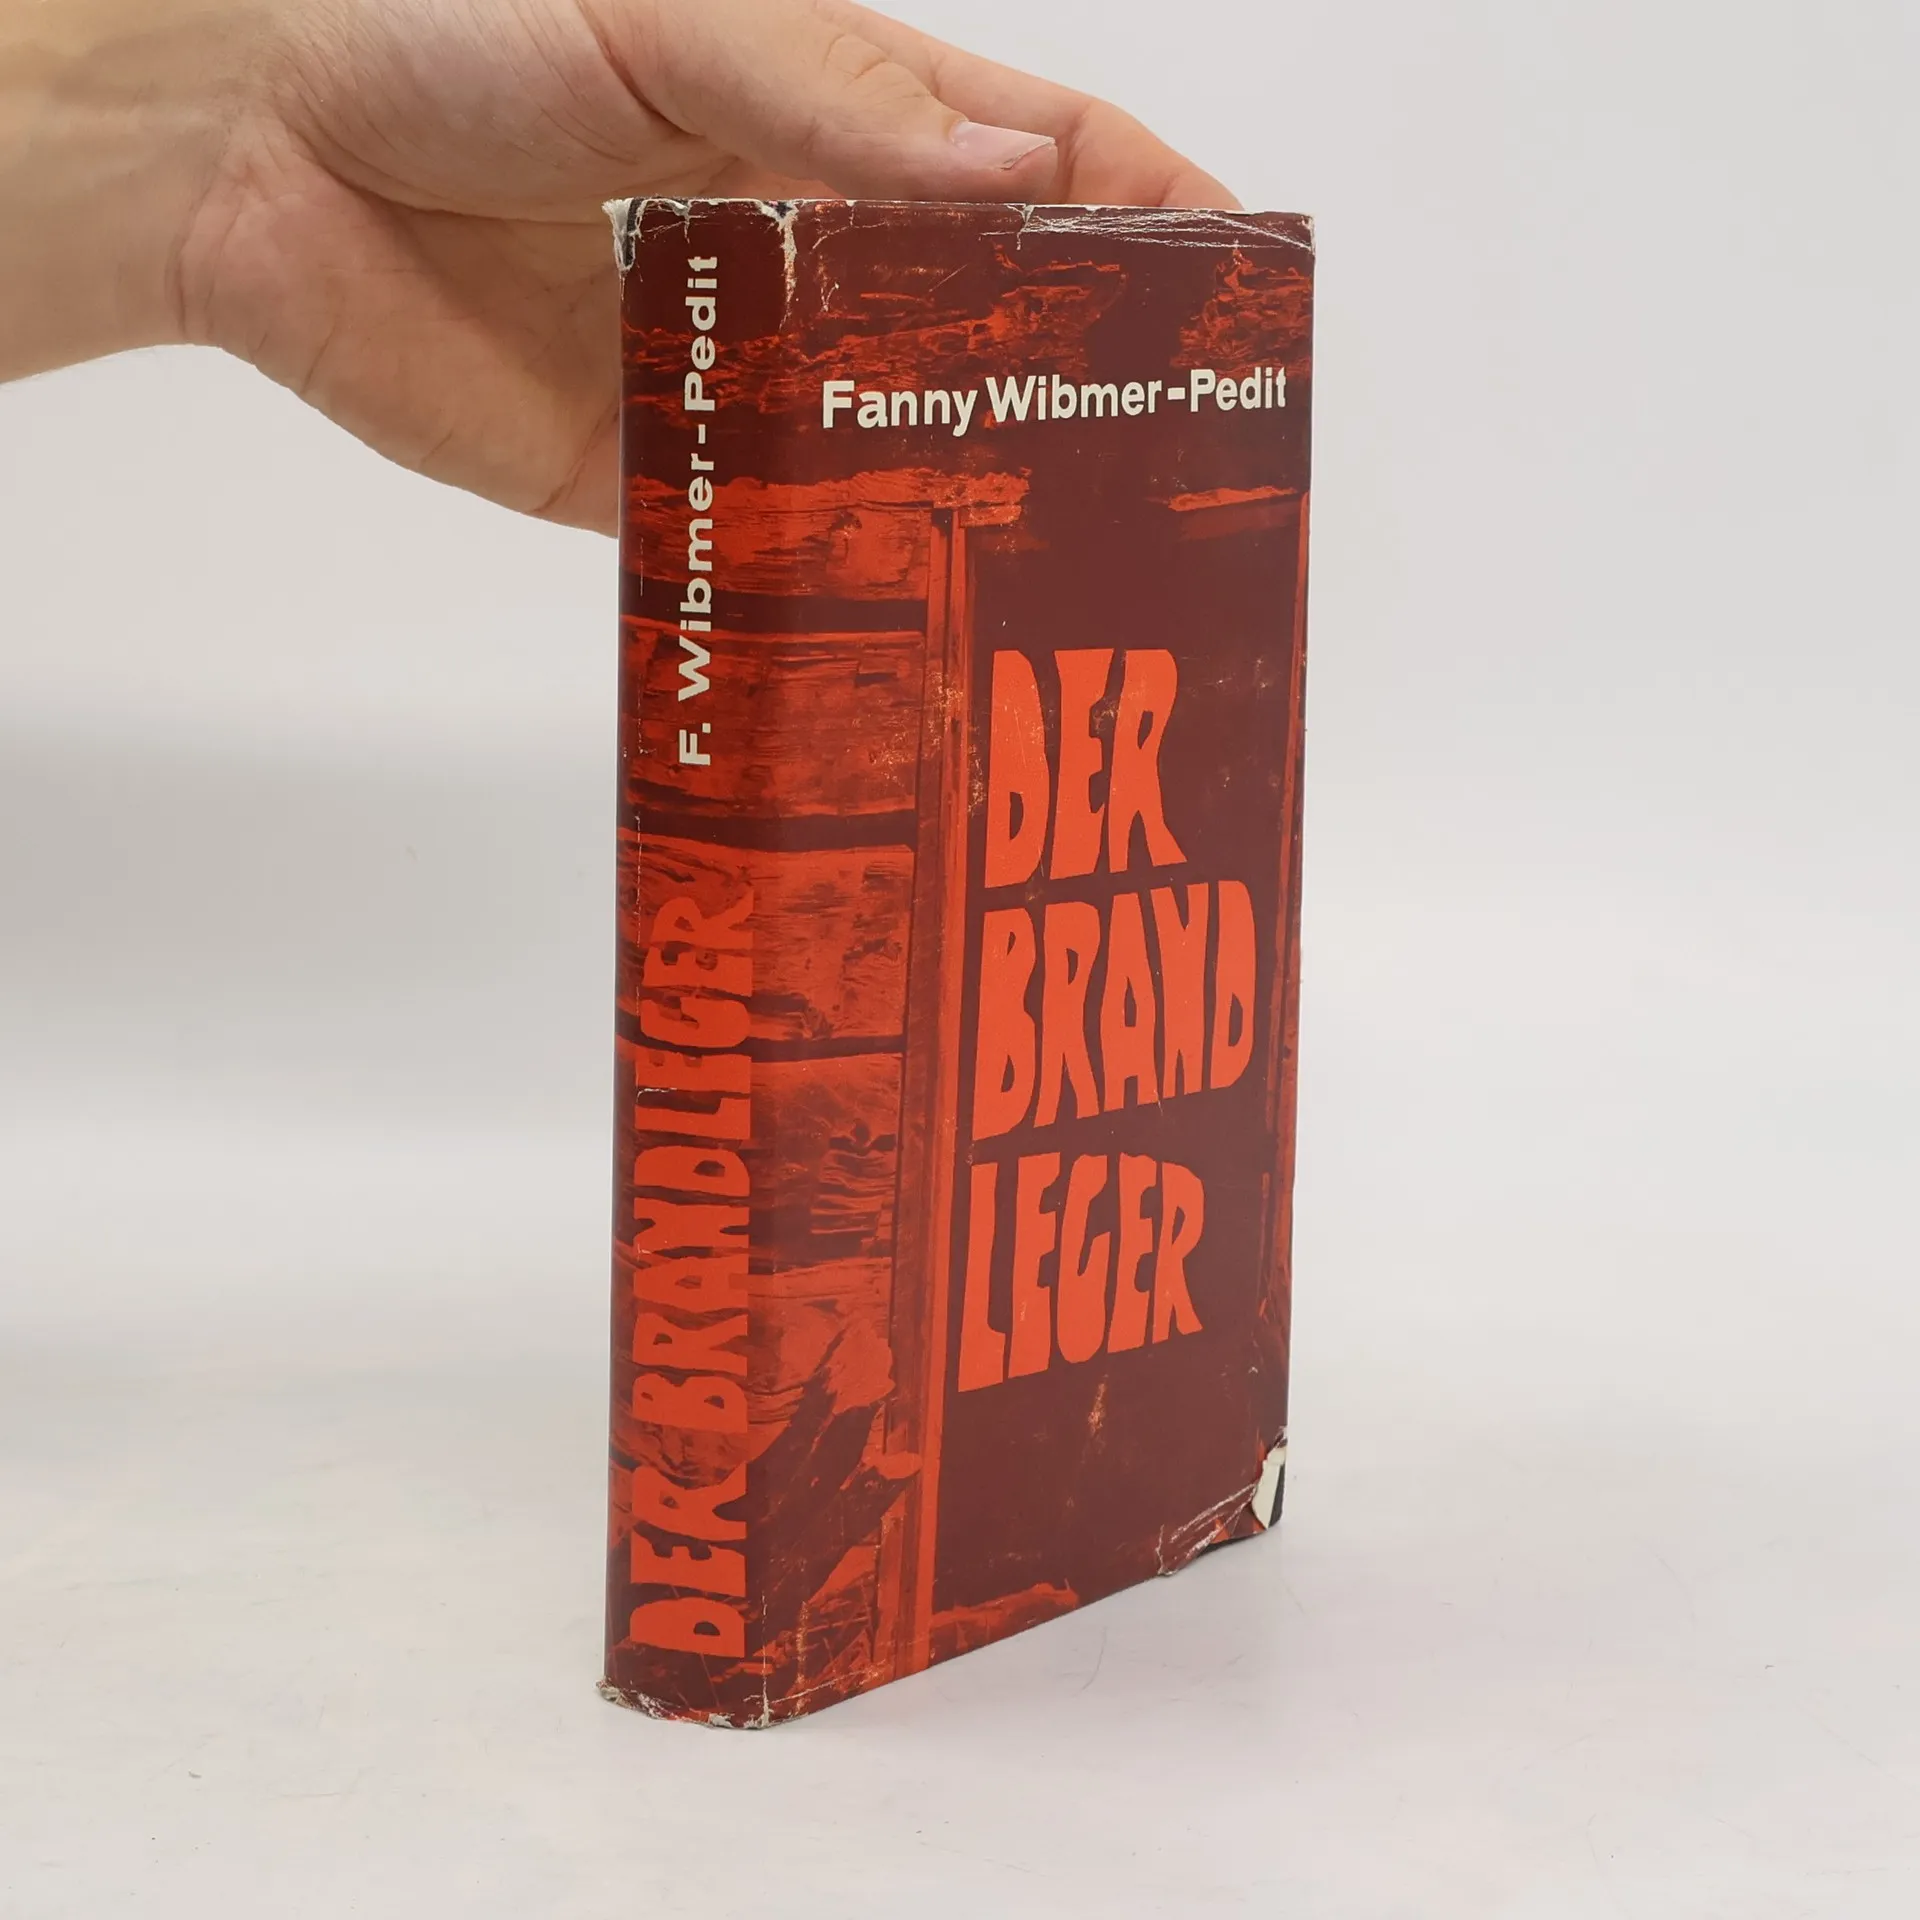 F. Wibmer-Pedit
DER BRANDLEGER
Fanny Wibmer-Pedit
DER
BRAND
LEGER